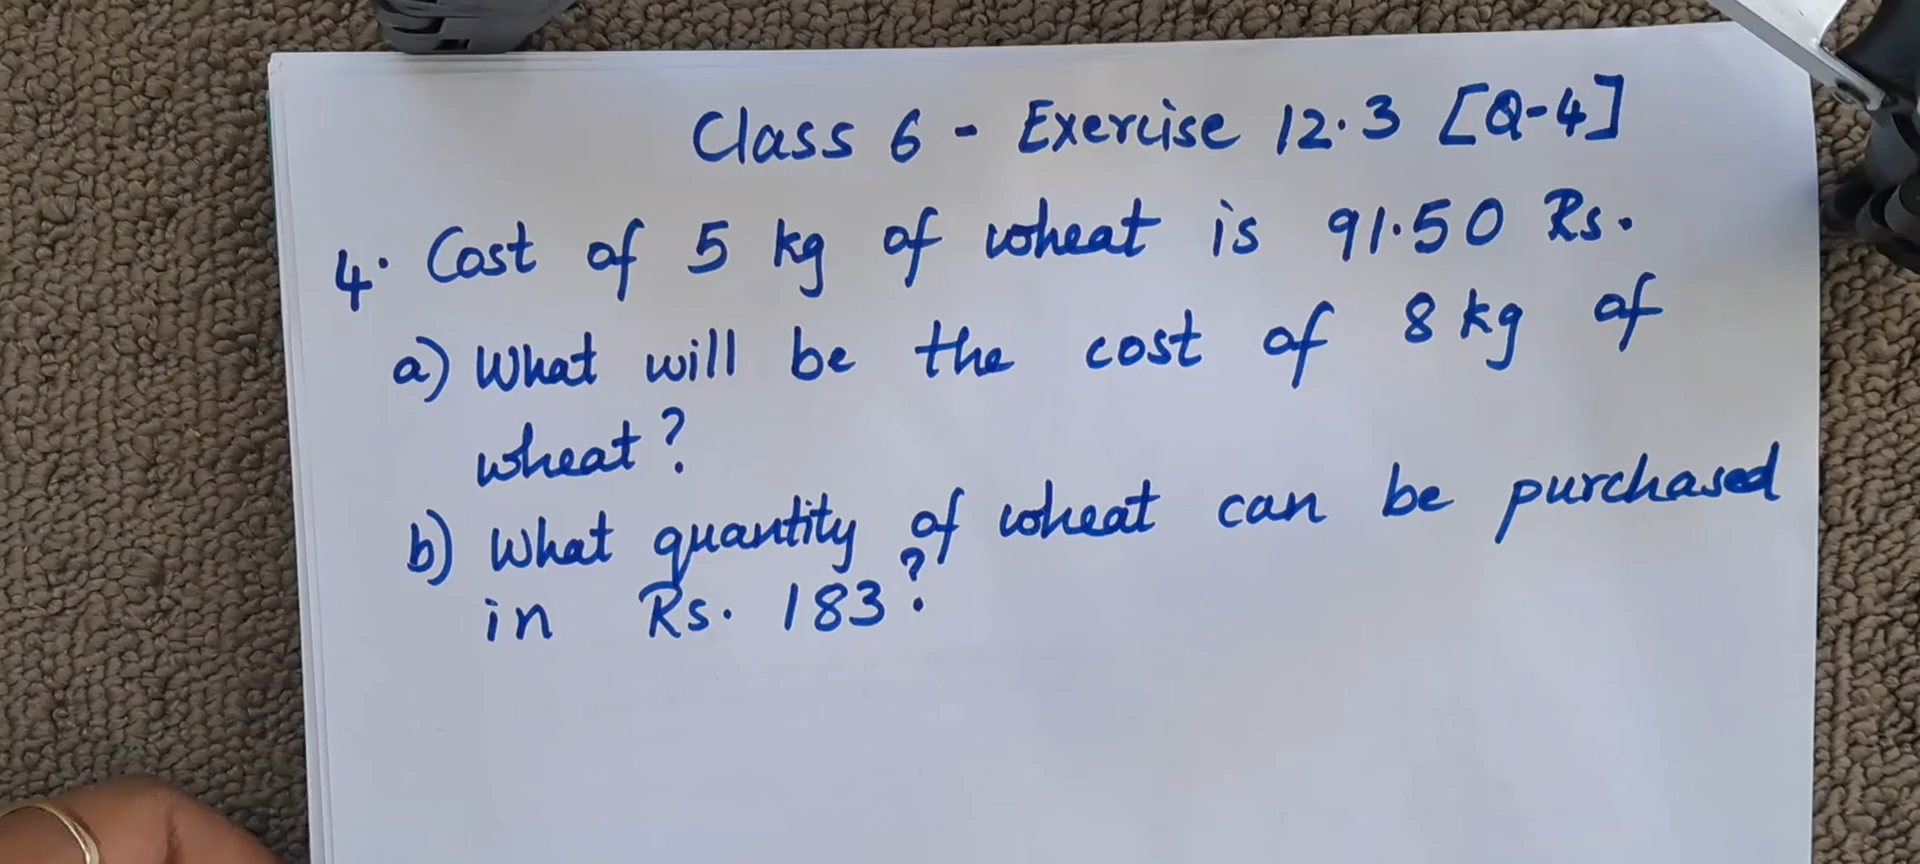 Class 6 - Exercise 12.3 [Q-4]
4. Cost of 5 kg of wheat is 91.50 Rs.
a) What will be the cost of 8 kg of
wheat?
b) What quantity of wheat can be purchased
in Rs. 183?